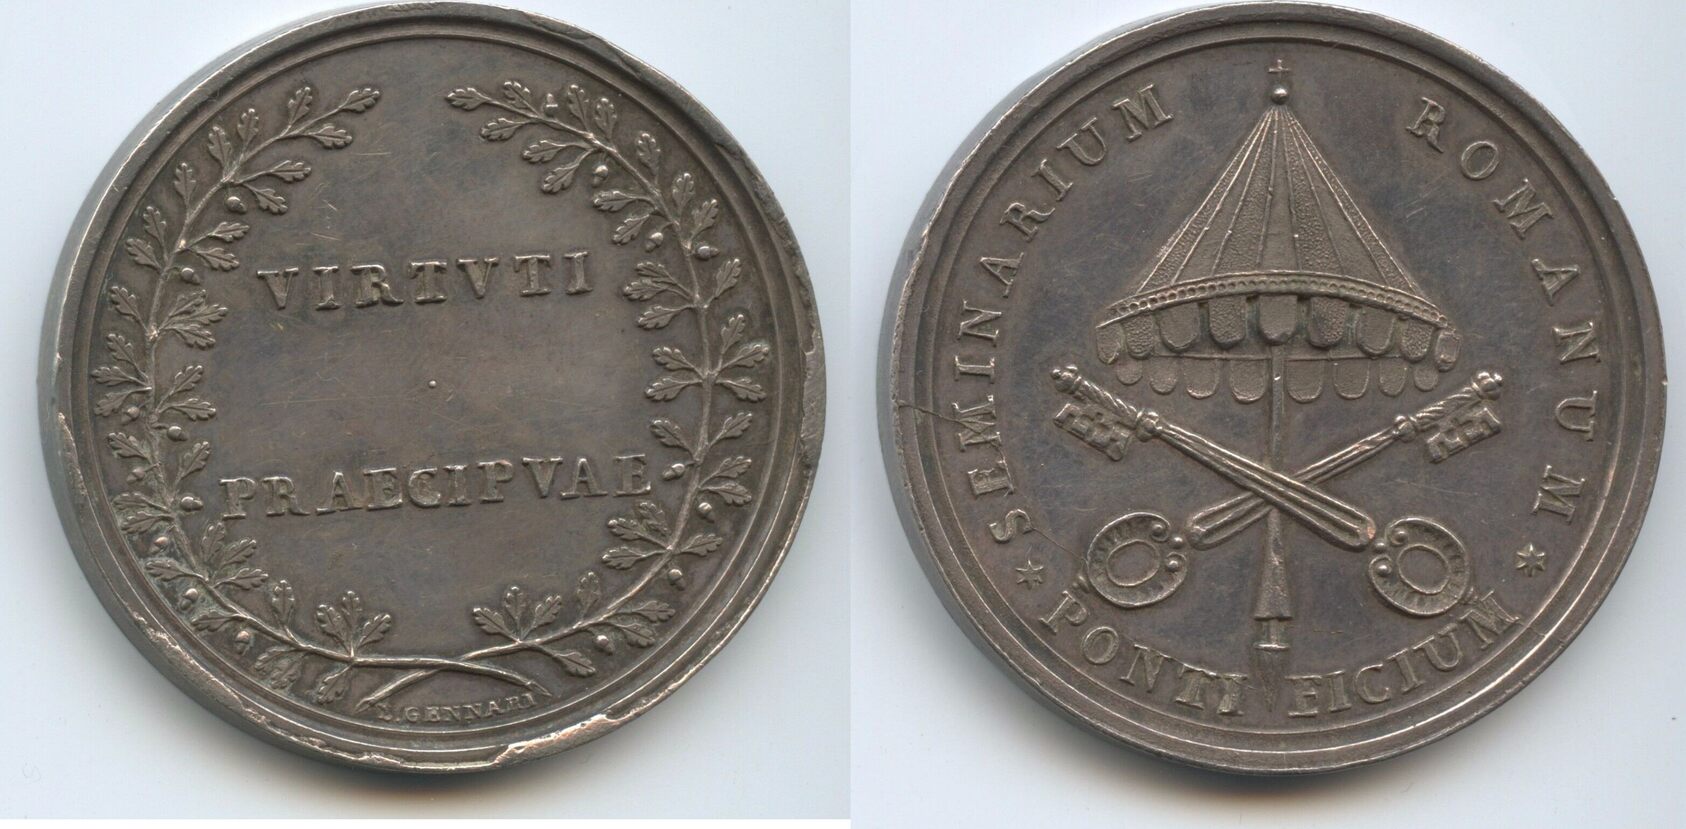 VIRTVTI
PRAECIPVAE
L. GENNARI
SEMINARIUM ROMANUM
* PONTIFICIUM *